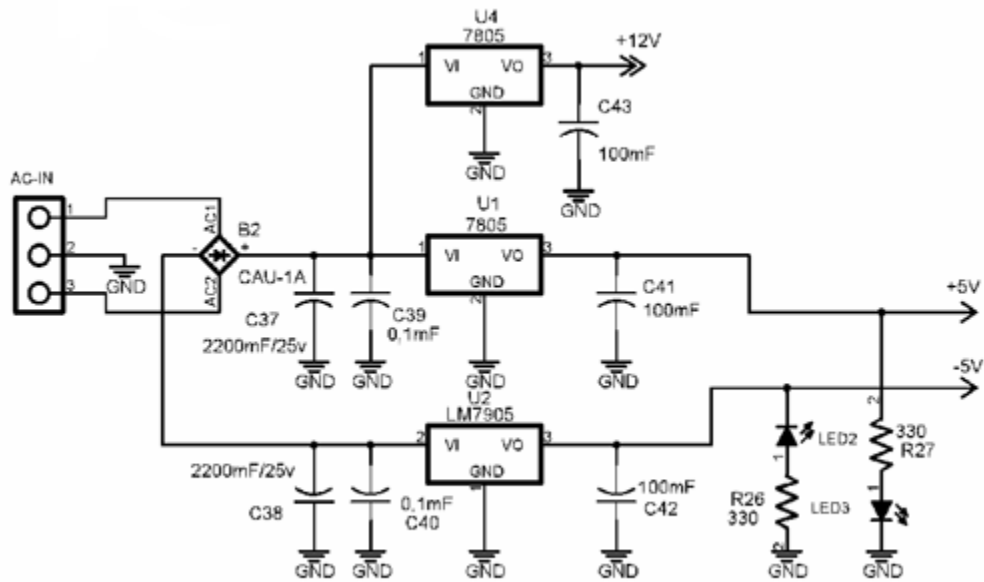 U4
7805
1
VI
VO
3
+12V
GND
2
GND
C43
100mF
GND
AC-IN
1
2
3
GND
AC1
AC2
B2
-
+
CAU-1A
U1
7805
1
VI
VO
3
GND
2
GND
C37
2200mF/25v
GND
C39
0,1mF
GND
C41
100mF
GND
+5V
-5V
U2
LM7905
2
VI
VO
3
GND
1
GND
2200mF/25v
C38
GND
0,1mF
C40
GND
100mF
C42
GND
LED2
1
R26
330
2
GND
2
330
R27
1
LED3
GND